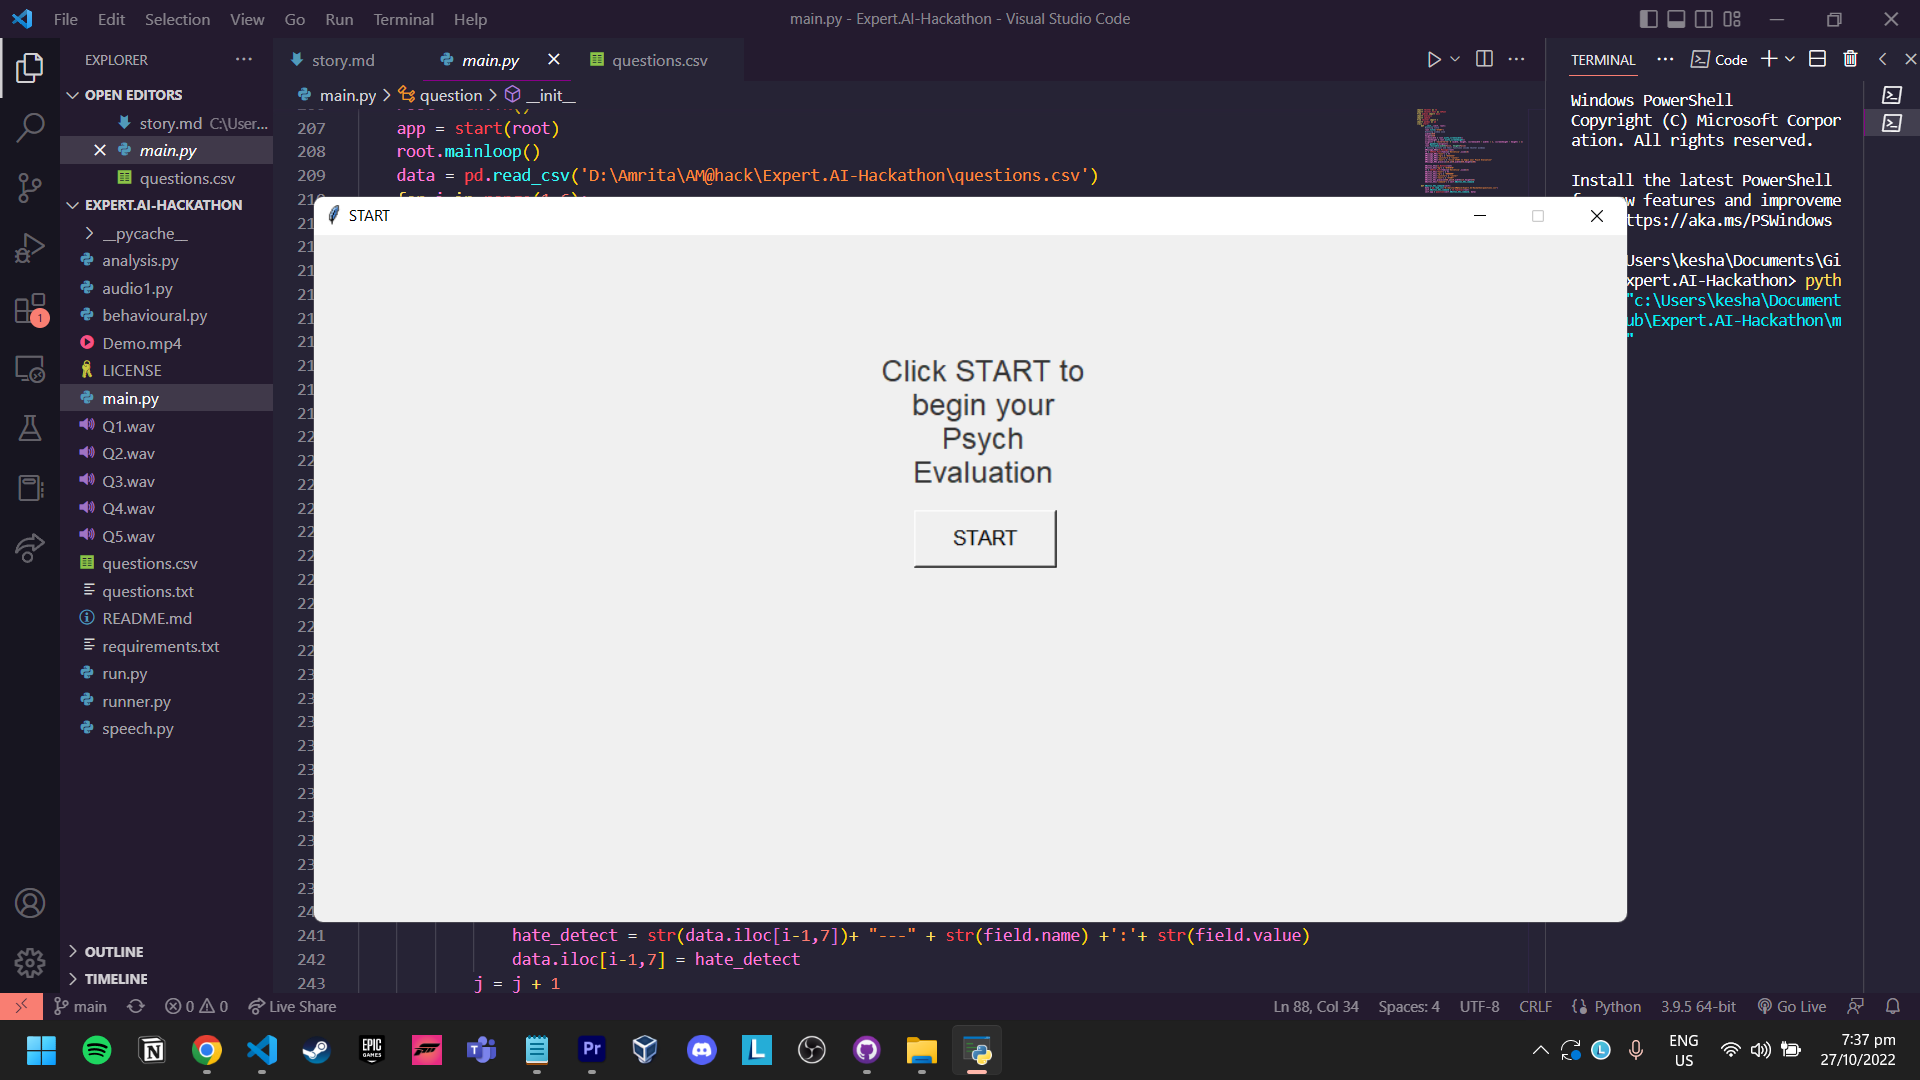 File Edit Selection View Go Run Terminal Help
main.py - Expert.AI-Hackathon - Visual Studio Code
EXPLORER
OPEN EDITORS
story.md C:\User...
main.py
questions.csv
EXPERT.AI-HACKATHON
__pycache__
analysis.py
audio1.py
behavioural.py
Demo.mp4
LICENSE
main.py
Q1.wav
Q2.wav
Q3.wav
Q4.wav
Q5.wav
questions.csv
questions.txt
README.md
requirements.txt
run.py
runner.py
speech.py
OUTLINE
TIMELINE
1
story.md
main.py
questions.csv
main.py > question > __init__
207 app = start(root)
208 root.mainloop()
209 data = pd.read_csv('D:\Amrita\AM@hack\Expert.AI-Hackathon\questions.csv')
START
Click START to
begin your
Psych
Evaluation
START
241 hate_detect = str(data.iloc[i-1,7])+ "---" + str(field.name) +':'+ str(field.value)
242 data.iloc[i-1,7] = hate_detect
243 j = j + 1
TERMINAL
Code
Windows PowerShell
Copyright (C) Microsoft Corpor
ation. All rights reserved.
Install the latest PowerShell
w features and improveme
ttps://aka.ms/PSWindows
Users\kesha\Documents\Gi
xpert.AI-Hackathon> pyth
"c:\Users\kesha\Document
ub\Expert.AI-Hackathon\m
"
main
0 0
Live Share
Ln 88, Col 34
Spaces: 4
UTF-8
CRLF
Python
3.9.5 64-bit
Go Live
EPIC
GAMES
Pr
L
L
ENG
US
7:37 pm
27/10/2022